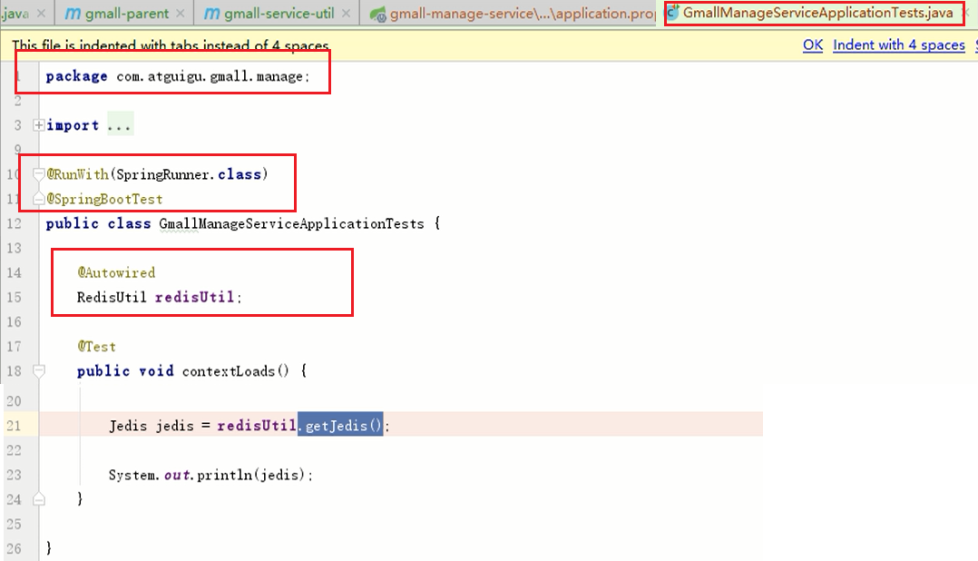 .java gmall-parent gmall-service-util gmall-manage-service\...\application.prop GmallManageServiceApplicationTests.java
This file is indented with tabs instead of 4 spaces OK Indent with 4 spaces
1 package com.atguigu.gmall.manage;
2
3 import ...
9
10 @RunWith(SpringRunner.class)
11 @SpringBootTest
12 public class GmallManageServiceApplicationTests {
13
14 @Autowired
15 RedisUtil redisUtil;
16
17 @Test
18 public void contextLoads() {
20
21 Jedis jedis = redisUtil.getJedis();
22
23 System.out.println(jedis);
24 }
25
26 }